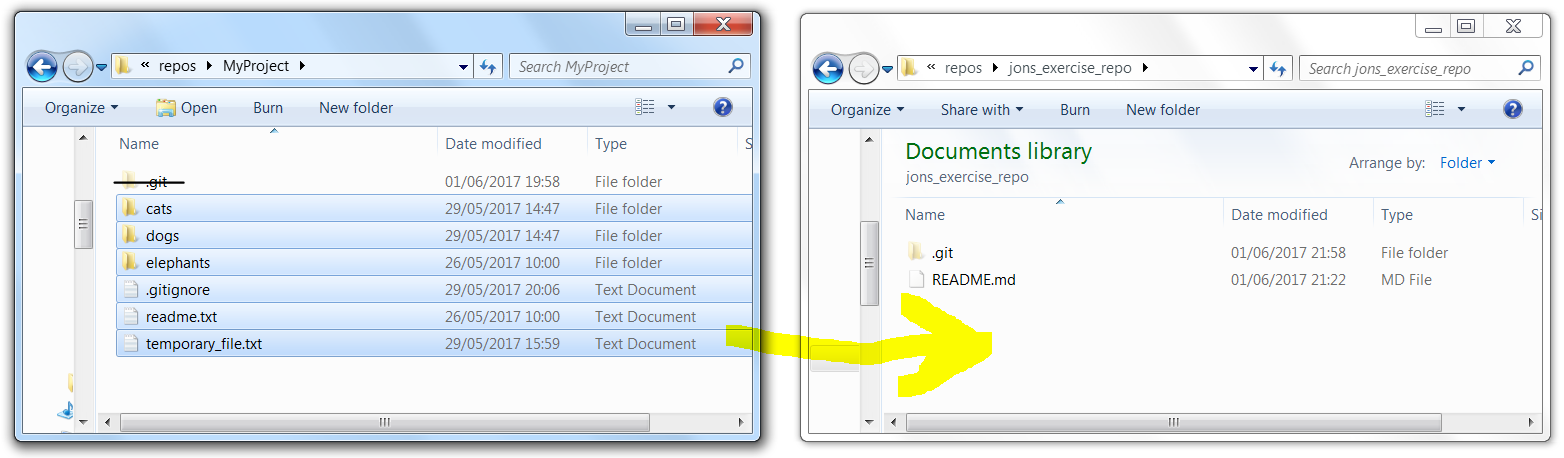 « repos MyProject
Search MyProject
Organize Open Burn New folder
?
Name Date modified Type S
.git 01/06/2017 19:58 File folder
cats 29/05/2017 14:47 File folder
dogs 29/05/2017 14:47 File folder
elephants 26/05/2017 10:00 File folder
.gitignore 29/05/2017 20:06 Text Document
readme.txt 26/05/2017 10:00 Text Document
temporary_file.txt 29/05/2017 15:59 Text Document
« repos jons_exercise_repo
Search jons_exercise_repo
Organize Share with Burn New folder
?
Documents library
jons_exercise_repo
Arrange by: Folder
Name Date modified Type Si
.git 01/06/2017 21:58 File folder
README.md 01/06/2017 21:22 MD File